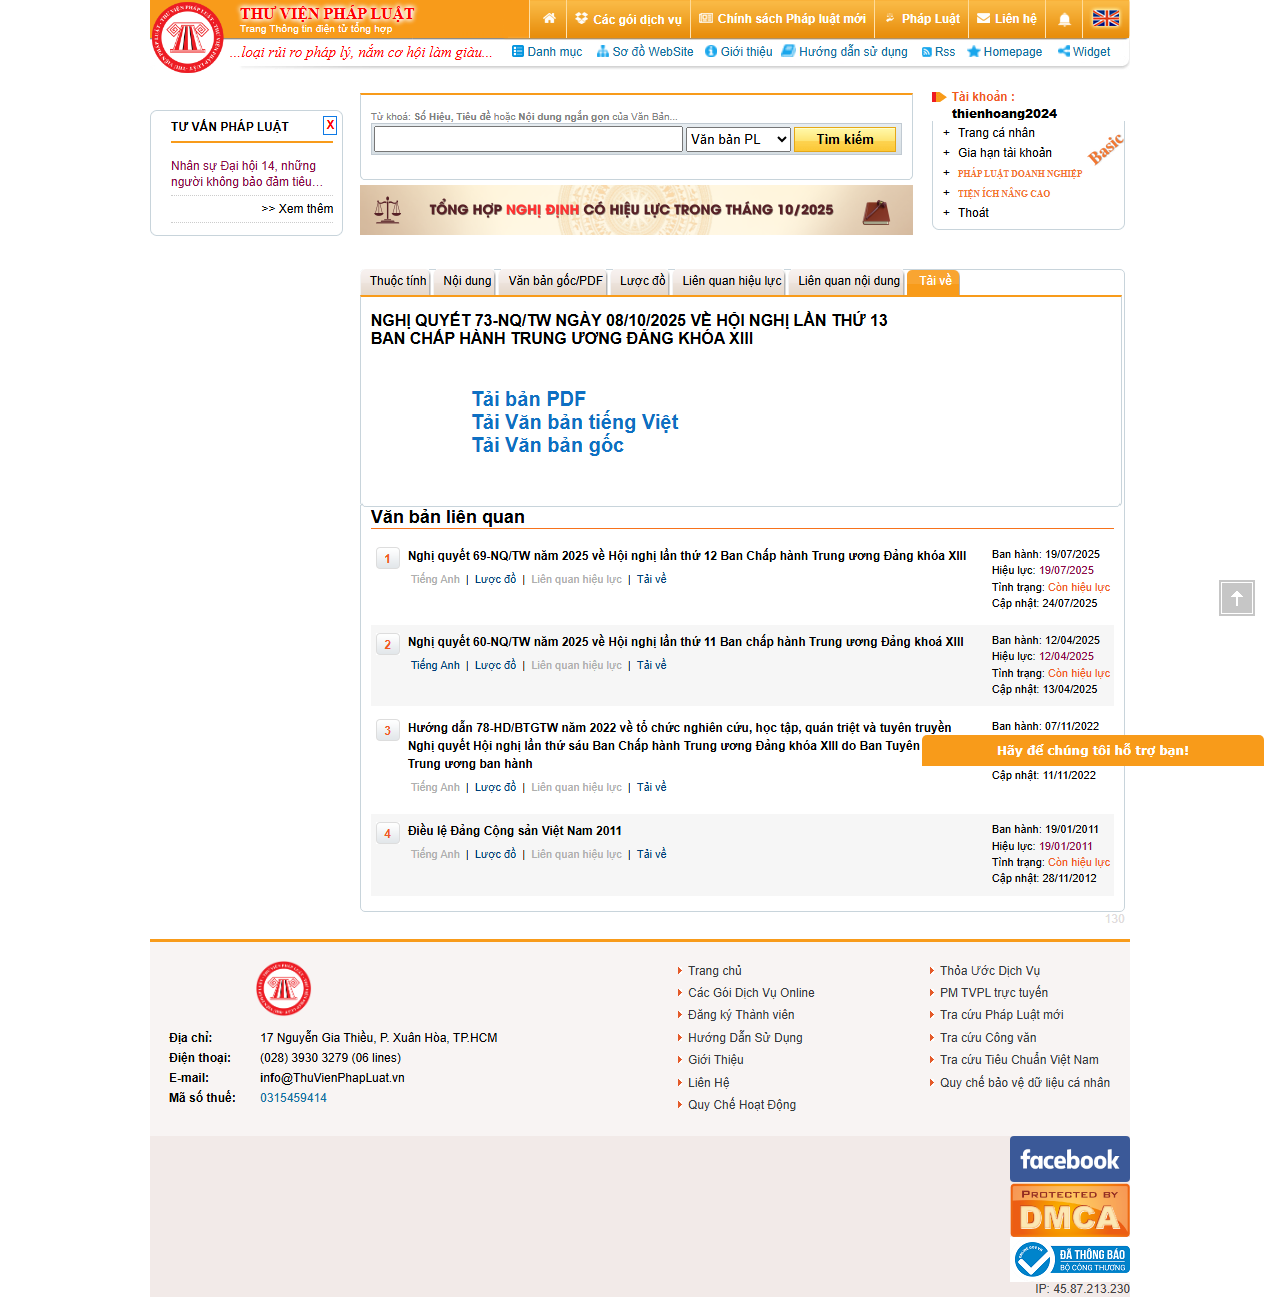 THƯ VIỆN PHÁP LUẬT
Trang Thông tin điện tử tổng hợp
Các gói dịch vụ
Chính sách Pháp luật mới
Pháp Luật
Liên hệ
...loại rủi ro pháp lý, nắm cơ hội làm giàu...
Danh mục
Sơ đồ WebSite
Giới thiệu
Hướng dẫn sử dụng
Rss
Homepage
Widget
TƯ VẤN PHÁP LUẬT
X
Nhân sự Đại hội 14, những
người không bảo đảm tiêu...
>> Xem thêm
Từ khoá: Số Hiệu, Tiêu đề hoặc Nội dung ngắn gọn của Văn Bản...
Văn bản PL
Tìm kiếm
TỔNG HỢP NGHỊ ĐỊNH CÓ HIỆU LỰC TRONG THÁNG 10/2025
Tài khoản :
thienhoang2024
+ Trang cá nhân
+ Gia hạn tài khoản
+ PHÁP LUẬT DOANH NGHIỆP
+ TIỆN ÍCH NÂNG CAO
+ Thoát
Basic
Thuộc tính
Nội dung
Văn bản gốc/PDF
Lược đồ
Liên quan hiệu lực
Liên quan nội dung
Tải về
NGHỊ QUYẾT 73-NQ/TW NGÀY 08/10/2025 VỀ HỘI NGHỊ LẦN THỨ 13
BAN CHẤP HÀNH TRUNG ƯƠNG ĐẢNG KHÓA XIII
Tải bản PDF
Tải Văn bản tiếng Việt
Tải Văn bản gốc
Văn bản liên quan
1
Nghị quyết 69-NQ/TW năm 2025 về Hội nghị lần thứ 12 Ban Chấp hành Trung ương Đảng khóa XIII
Tiếng Anh | Lược đồ | Liên quan hiệu lực | Tải về
Ban hành: 19/07/2025
Hiệu lực: 19/07/2025
Tình trạng: Còn hiệu lực
Cập nhật: 24/07/2025
2
Nghị quyết 60-NQ/TW năm 2025 về Hội nghị lần thứ 11 Ban chấp hành Trung ương Đảng khoá XIII
Tiếng Anh | Lược đồ | Liên quan hiệu lực | Tải về
Ban hành: 12/04/2025
Hiệu lực: 12/04/2025
Tình trạng: Còn hiệu lực
Cập nhật: 13/04/2025
3
Hướng dẫn 78-HD/BTGTW năm 2022 về tổ chức nghiên cứu, học tập, quán triệt và tuyên truyền
Nghị quyết Hội nghị lần thứ sáu Ban Chấp hành Trung ương Đảng khóa XIII do Ban Tuyên
Trung ương ban hành
Tiếng Anh | Lược đồ | Liên quan hiệu lực | Tải về
Ban hành: 07/11/2022
Hãy để chúng tôi hỗ trợ bạn!
Cập nhật: 11/11/2022
4
Điều lệ Đảng Cộng sản Việt Nam 2011
Tiếng Anh | Lược đồ | Liên quan hiệu lực | Tải về
Ban hành: 19/01/2011
Hiệu lực: 19/01/2011
Tình trạng: Còn hiệu lực
Cập nhật: 28/11/2012
130
Địa chỉ: 17 Nguyễn Gia Thiều, P. Xuân Hòa, TP.HCM
Điện thoại: (028) 3930 3279 (06 lines)
E-mail: info@ThuVienPhapLuat.vn
Mã số thuế: 0315459414
Trang chủ
Các Gói Dịch Vụ Online
Đăng ký Thành viên
Hướng Dẫn Sử Dụng
Giới Thiệu
Liên Hệ
Quy Chế Hoạt Động
Thỏa Ước Dịch Vụ
PM TVPL trực tuyến
Tra cứu Pháp Luật mới
Tra cứu Công văn
Tra cứu Tiêu Chuẩn Việt Nam
Quy chế bảo vệ dữ liệu cá nhân
facebook
PROTECTED BY
DMCA
ĐÃ THÔNG BÁO
BỘ CÔNG THƯƠNG
IP: 45.87.213.230